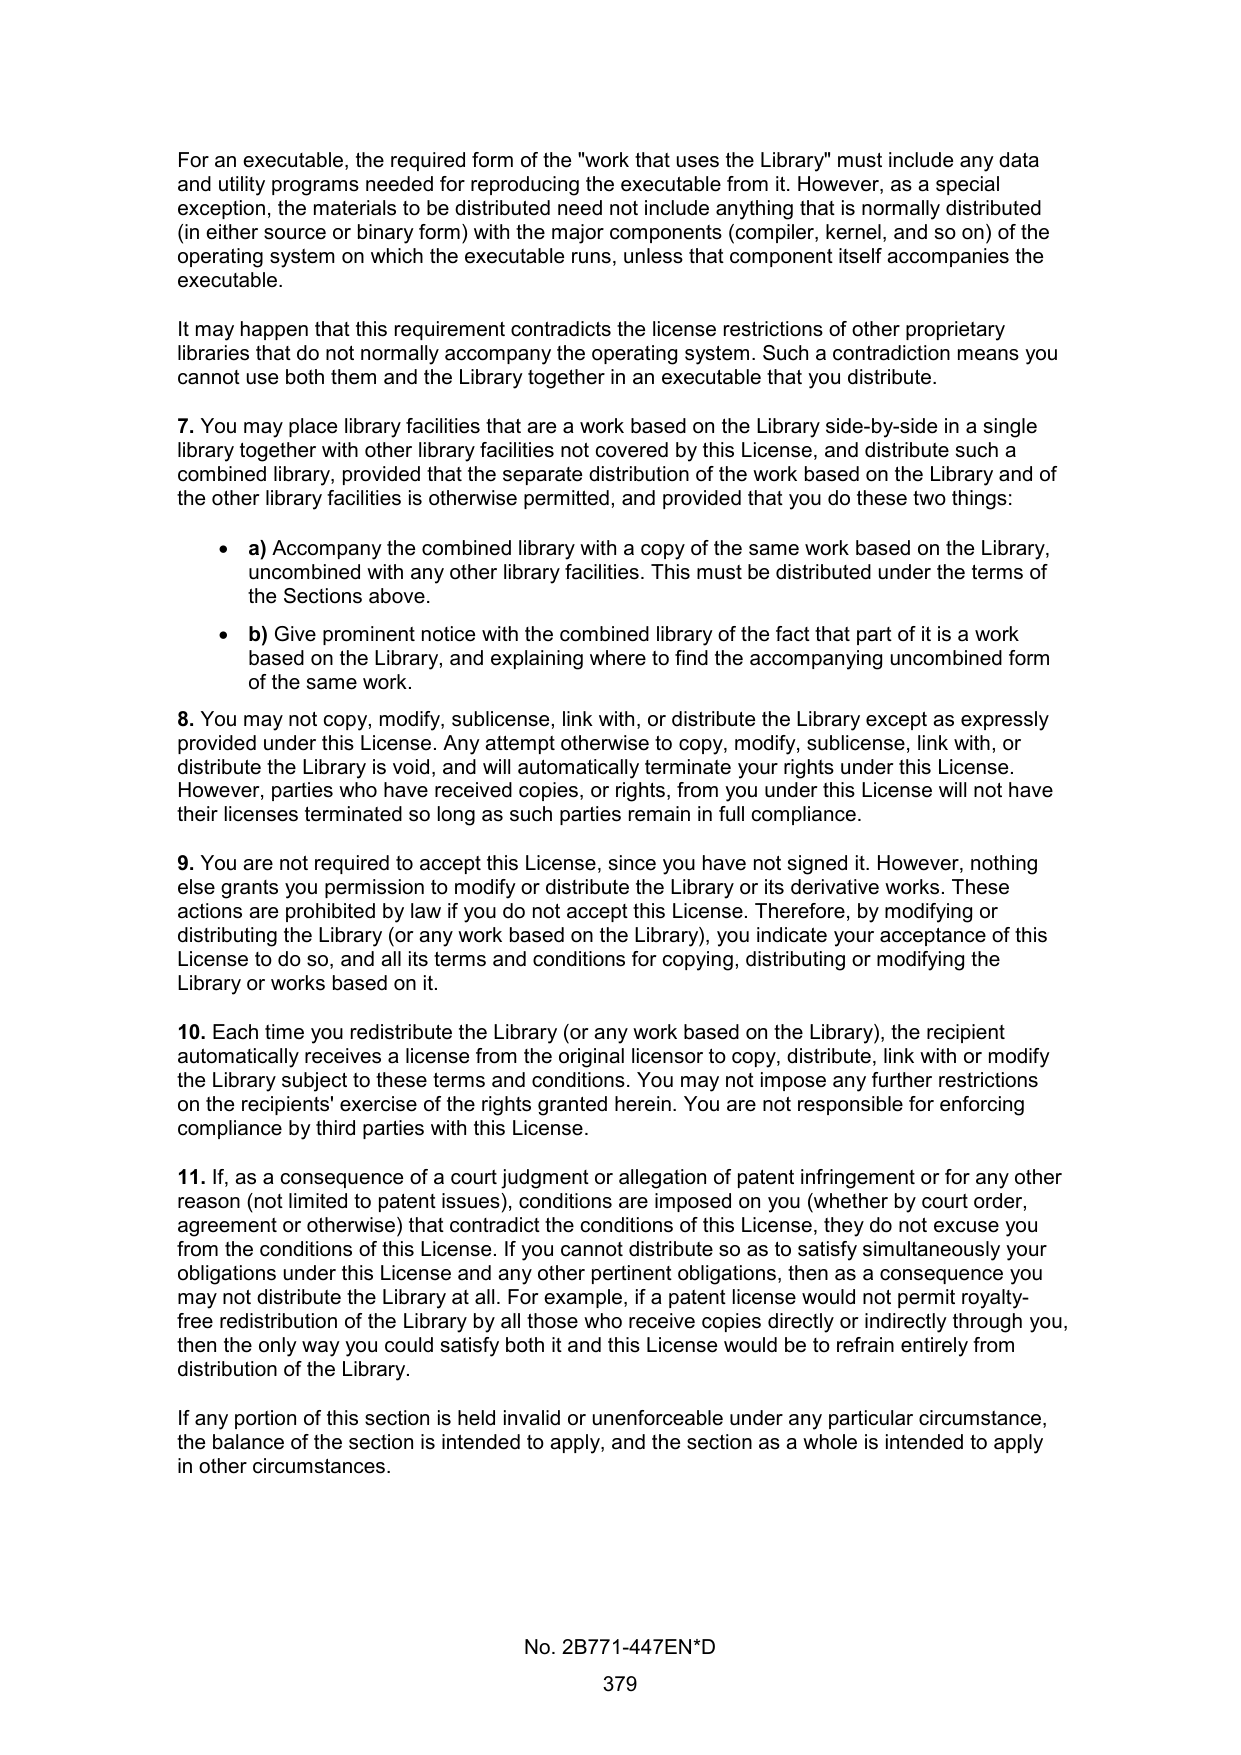 For an executable, the required form of the "work that uses the Library" must include any data
and utility programs needed for reproducing the executable from it. However, as a special
exception, the materials to be distributed need not include anything that is normally distributed
(in either source or binary form) with the major components (compiler, kernel, and so on) of the
operating system on which the executable runs, unless that component itself accompanies the
executable.
It may happen that this requirement contradicts the license restrictions of other proprietary
libraries that do not normally accompany the operating system. Such a contradiction means you
cannot use both them and the Library together in an executable that you distribute.
7. You may place library facilities that are a work based on the Library side-by-side in a single
library together with other library facilities not covered by this License, and distribute such a
combined library, provided that the separate distribution of the work based on the Library and of
the other library facilities is otherwise permitted, and provided that you do these two things:
• a) Accompany the combined library with a copy of the same work based on the Library,
uncombined with any other library facilities. This must be distributed under the terms of
the Sections above.
• b) Give prominent notice with the combined library of the fact that part of it is a work
based on the Library, and explaining where to find the accompanying uncombined form
of the same work.
8. You may not copy, modify, sublicense, link with, or distribute the Library except as expressly
provided under this License. Any attempt otherwise to copy, modify, sublicense, link with, or
distribute the Library is void, and will automatically terminate your rights under this License.
However, parties who have received copies, or rights, from you under this License will not have
their licenses terminated so long as such parties remain in full compliance.
9. You are not required to accept this License, since you have not signed it. However, nothing
else grants you permission to modify or distribute the Library or its derivative works. These
actions are prohibited by law if you do not accept this License. Therefore, by modifying or
distributing the Library (or any work based on the Library), you indicate your acceptance of this
License to do so, and all its terms and conditions for copying, distributing or modifying the
Library or works based on it.
10. Each time you redistribute the Library (or any work based on the Library), the recipient
automatically receives a license from the original licensor to copy, distribute, link with or modify
the Library subject to these terms and conditions. You may not impose any further restrictions
on the recipients' exercise of the rights granted herein. You are not responsible for enforcing
compliance by third parties with this License.
11. If, as a consequence of a court judgment or allegation of patent infringement or for any other
reason (not limited to patent issues), conditions are imposed on you (whether by court order,
agreement or otherwise) that contradict the conditions of this License, they do not excuse you
from the conditions of this License. If you cannot distribute so as to satisfy simultaneously your
obligations under this License and any other pertinent obligations, then as a consequence you
may not distribute the Library at all. For example, if a patent license would not permit royalty-
free redistribution of the Library by all those who receive copies directly or indirectly through you,
then the only way you could satisfy both it and this License would be to refrain entirely from
distribution of the Library.
If any portion of this section is held invalid or unenforceable under any particular circumstance,
the balance of the section is intended to apply, and the section as a whole is intended to apply
in other circumstances.
No. 2B771-447EN*D
379